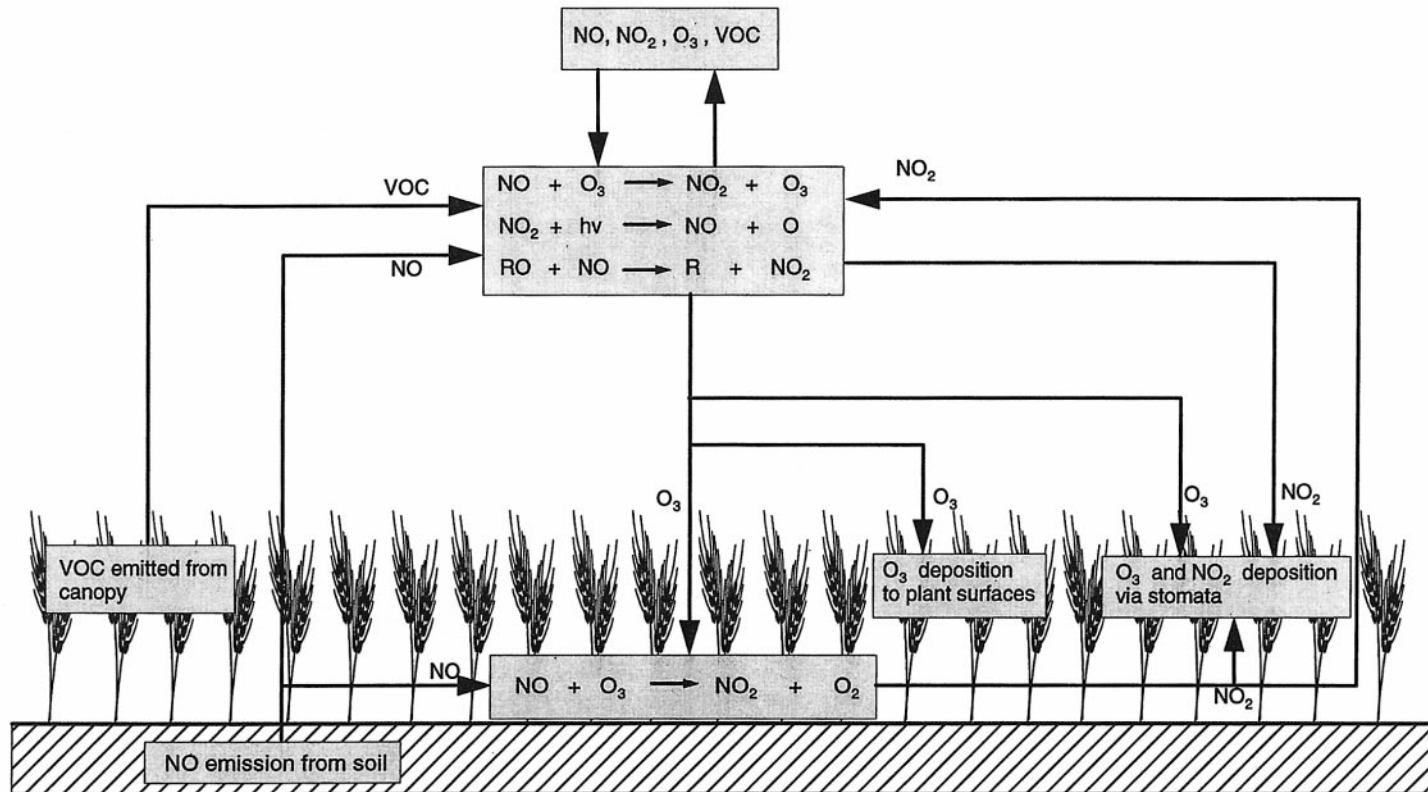 NO, NO₂ , O₃ , VOC
VOC
NO
NO + O₃ → NO₂ + O₃
NO₂ + hv → NO + O
RO + NO → R + NO₂
NO₂
O₃
O₃
O₃
NO₂
VOC emitted from
canopy
O₃ deposition
to plant surfaces
O₃ and NO₂ deposition
via stomata
NO
NO + O₃ → NO₂ + O₂
NO₂
NO emission from soil